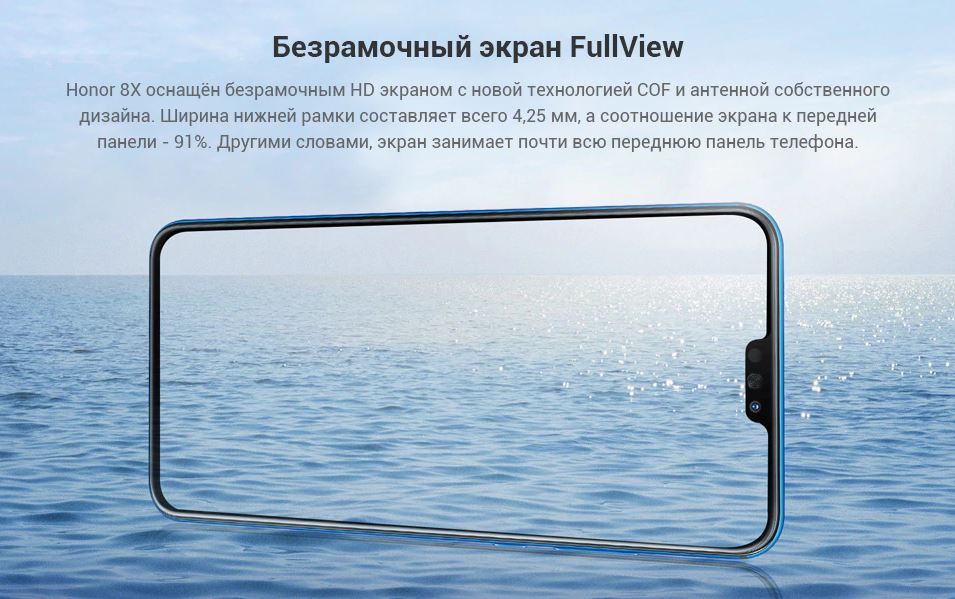 Безрамочный экран FullView
Honor 8X оснащён безрамочным HD экраном с новой технологией COF и антенной собственного
дизайна. Ширина нижней рамки составляет всего 4,25 мм, а соотношение экрана к передней
панели - 91%. Другими словами, экран занимает почти всю переднюю панель телефона.